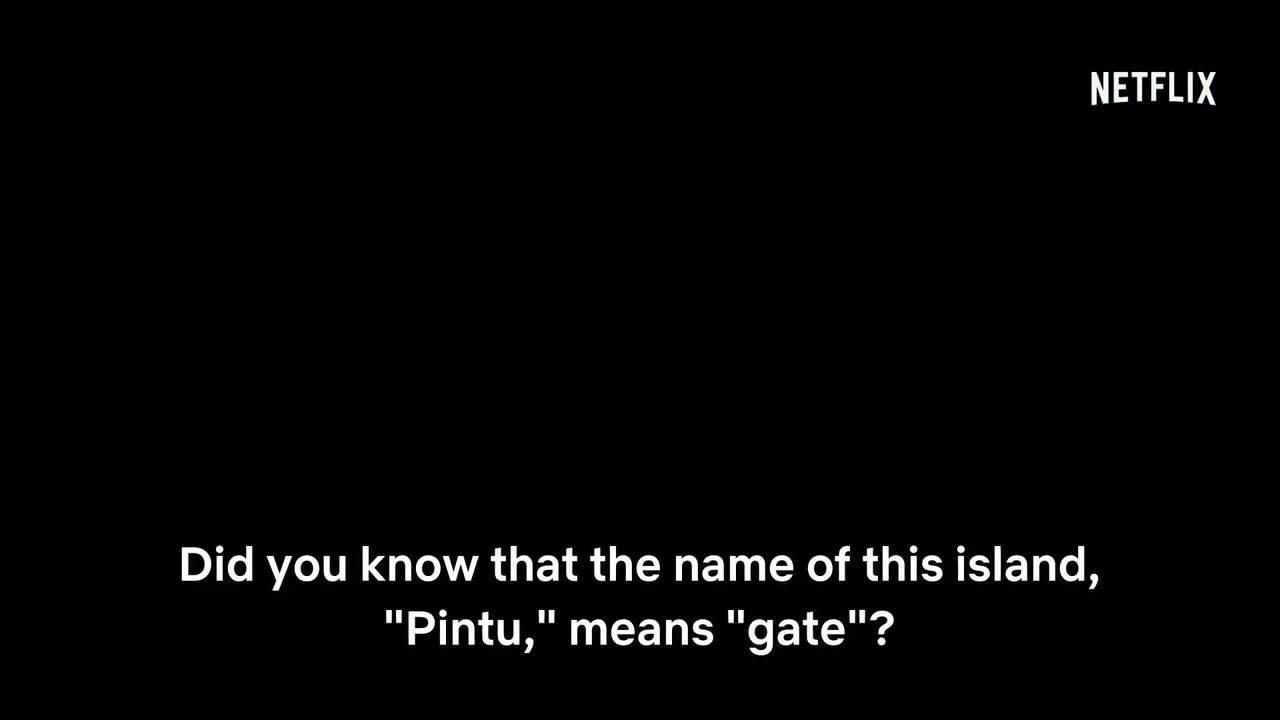 NETFLIX
Did you know that the name of this island,
"Pintu," means "gate"?